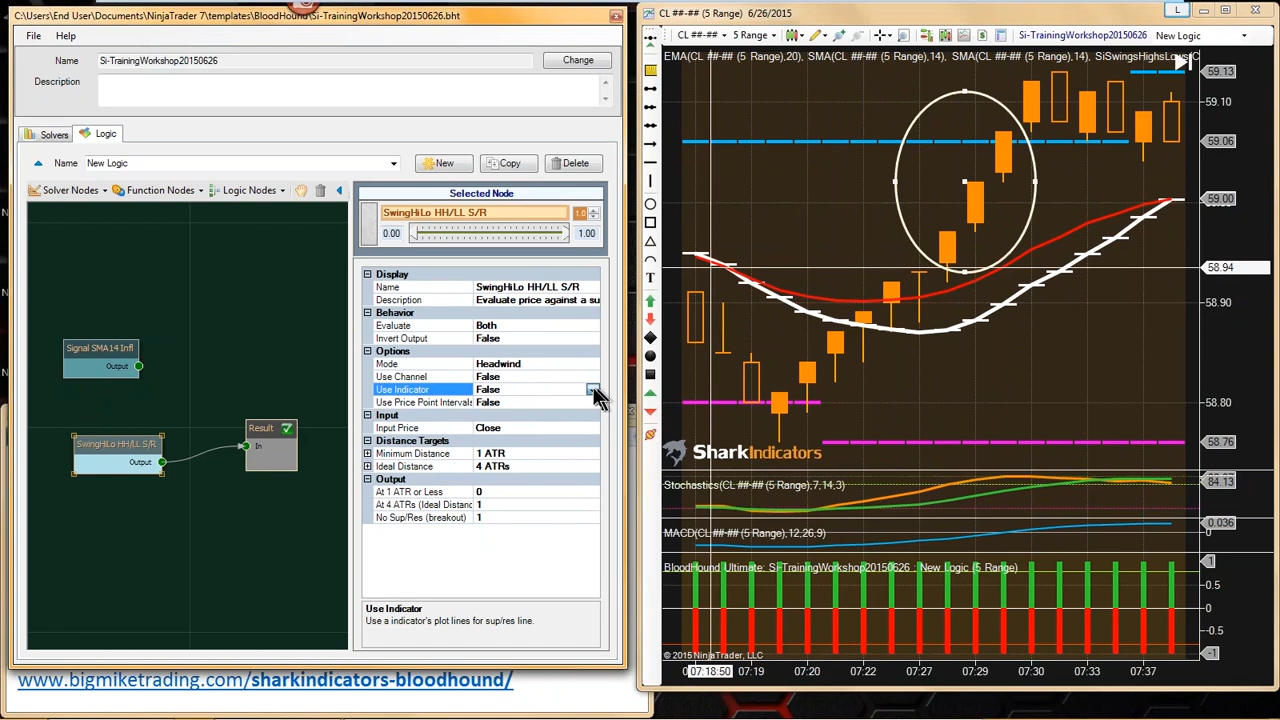 C:\Users\End User\Documents\NinjaTrader 7\templates\BloodHound\Si-TrainingWorkshop20150626.bht
File Help
Name Si-TrainingWorkshop20150626 Change
Description
Solvers Logic
Name New Logic New Copy Delete
Solver Nodes Function Nodes Logic Nodes
Selected Node
SwingHiLo HH/LL S/R 1.0
0.00 1.00
Display
Name SwingHiLo HH/LL S/R
Description Evaluate price against a su
Behavior
Evaluate Both
Invert Output False
Options
Mode Headwind
Use Channel False
Use Indicator False
Use Price Point Intervals False
Input
Input Price Close
Distance Targets
Minimum Distance 1 ATR
Ideal Distance 4 ATRs
Output
At 1 ATR or Less 0
At 4 ATRs (Ideal Distanc 1
No Sup/Res (breakout) 1
Use Indicator
Use a indicator's plot lines for sup/res line.
Signal SMA14 Infl
Output
SwingHiLo HH/LL S/R
Output
Result
In
www.bigmiketrading.com/sharkindicators-bloodhound/
CL ##-## (5 Range) 6/26/2015
L
CL ##-## 5 Range Si-TrainingWorkshop20150626 New Logic
EMA(CL ##-## (5 Range),20), SMA(CL ##-## (5 Range),14), SMA(CL ##-## (5 Range),14), SiSwingsHighsLows(C
T
59.13
59.10
59.06
59.00
58.94
58.90
58.80
58.76
SharkIndicators
Stochastics(CL ##-## (5 Range),7,14,3)
84.13
MACD(CL ##-## (5 Range),12,26,9)
0.036
0
BloodHound Ultimate: Si-TrainingWorkshop20150626 : New Logic (5 Range)
1
0.5
0
-0.5
-1
© 2015 NinjaTrader, LLC
07:18:50 07:19 07:20 07:22 07:28 07:29 07:30 07:33 07:37